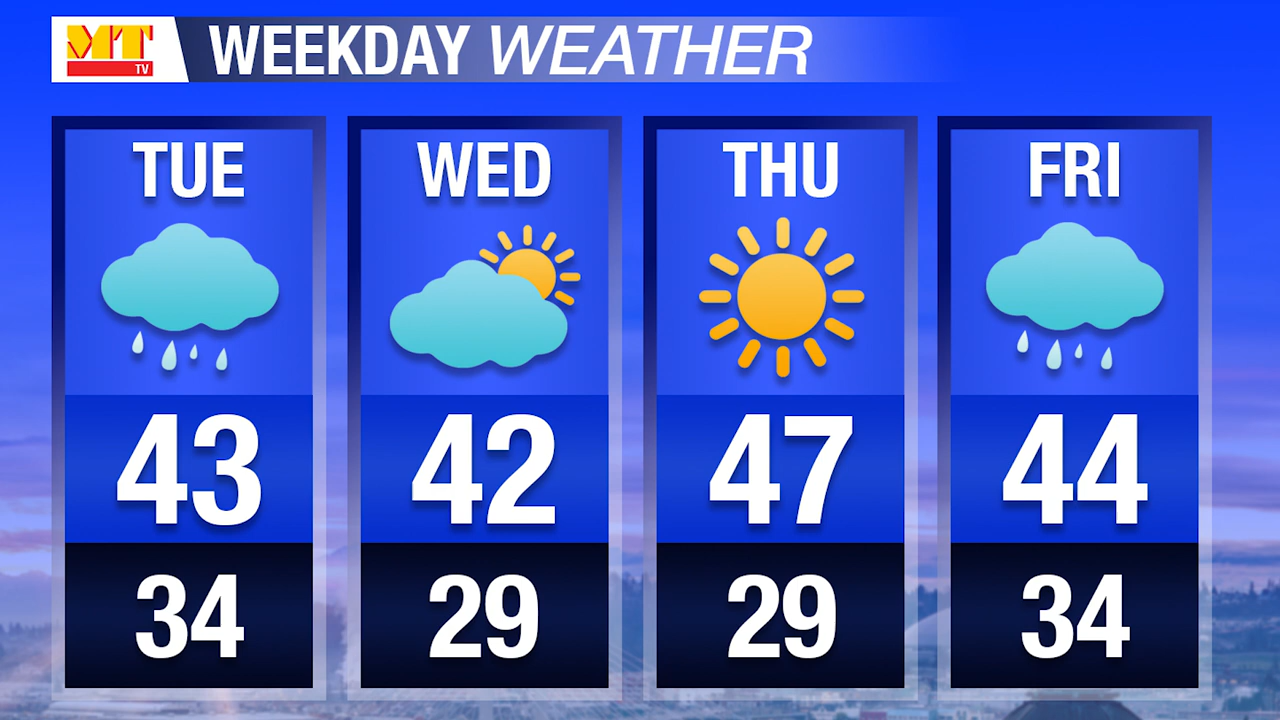 MT
TV
WEEKDAY WEATHER
TUE
43
34
WED
42
29
THU
47
29
FRI
44
34